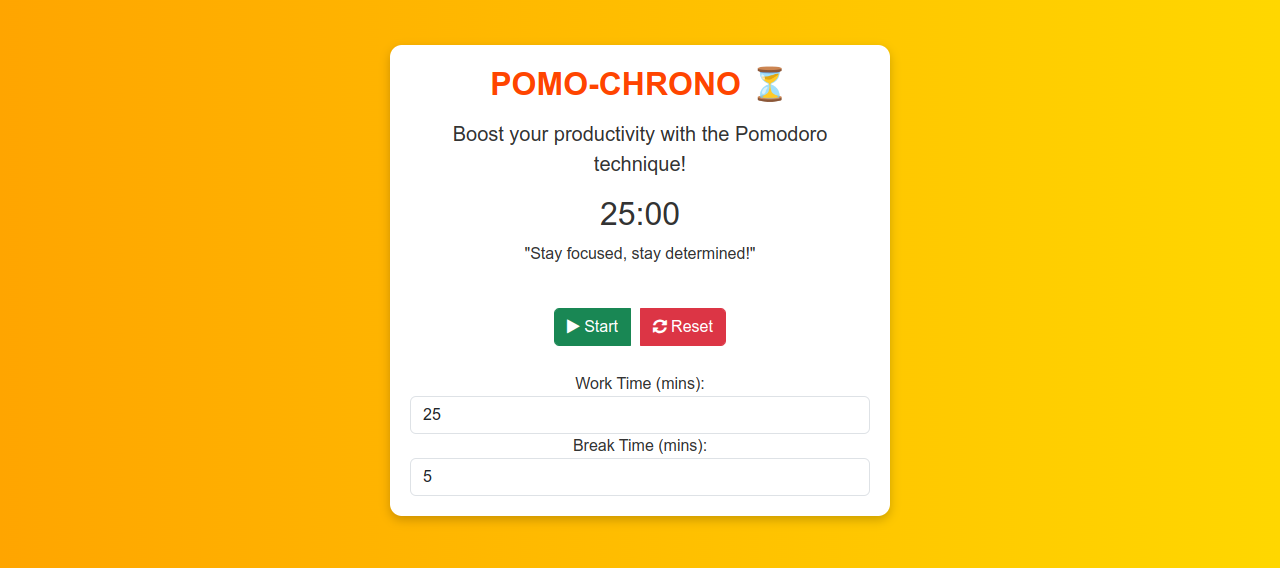 POMO-CHRONO ⏳
Boost your productivity with the Pomodoro
technique!
25:00
"Stay focused, stay determined!"
Start Reset
Work Time (mins):
25
Break Time (mins):
5